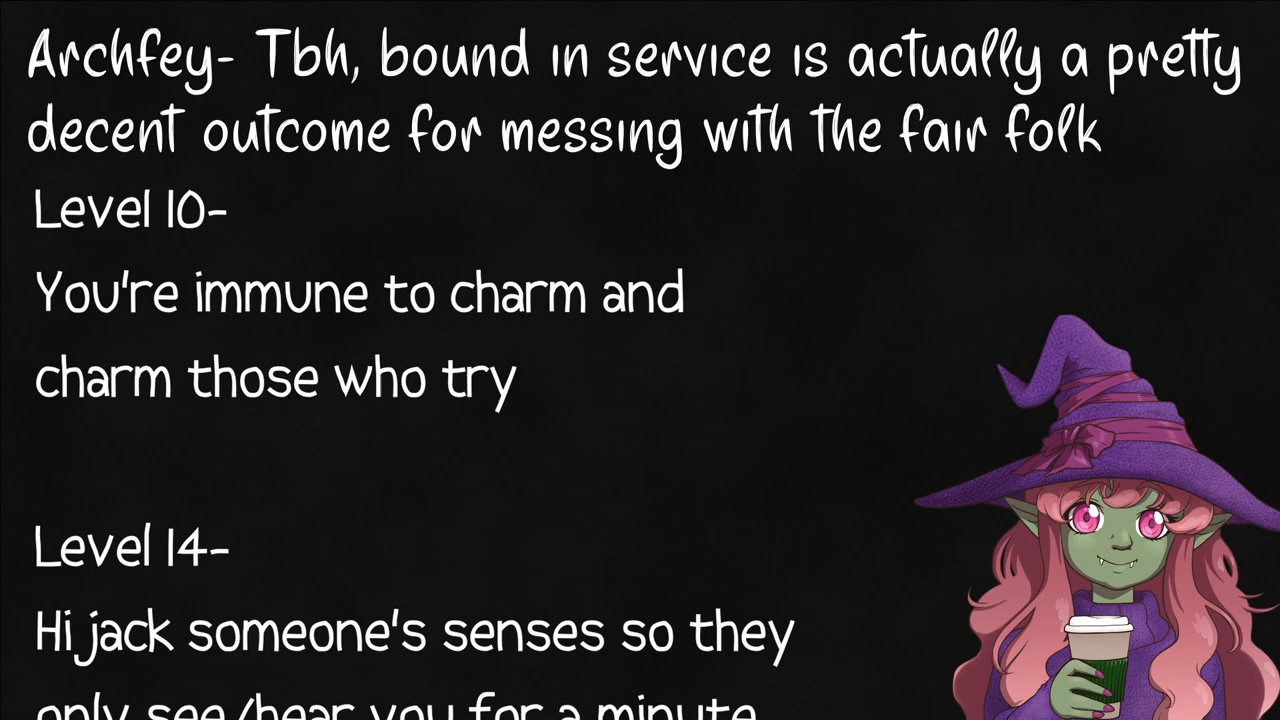 Archfey- Tbh, bound in service is actually a pretty
decent outcome for messing with the fair folk
Level 10-
You're immune to charm and
charm those who try
Level 14-
Hijack someone's senses so they
only see/hear you for a minute